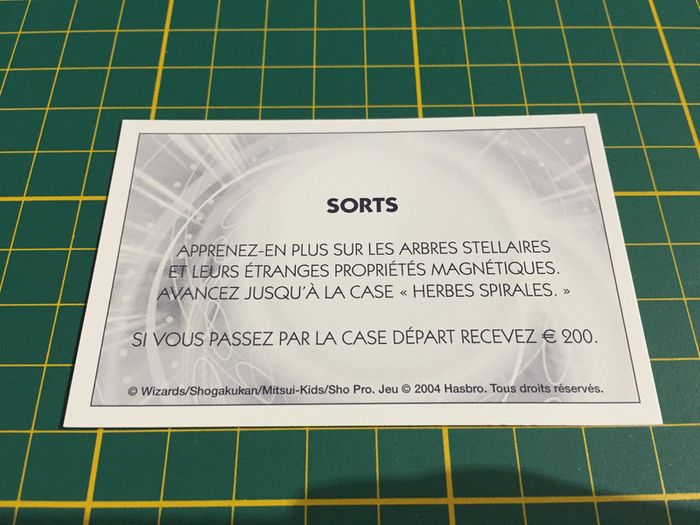 SORTS
APPRENEZ-EN PLUS SUR LES ARBRES STELLAIRES
ET LEURS ÉTRANGES PROPRIÉTÉS MAGNÉTIQUES.
AVANCEZ JUSQU'À LA CASE « HERBES SPIRALES. »
SI VOUS PASSEZ PAR LA CASE DÉPART RECEVEZ € 200.
© Wizards/Shogakukan/Mitsui-Kids/Sho Pro. Jeu © 2004 Hasbro. Tous droits réservés.